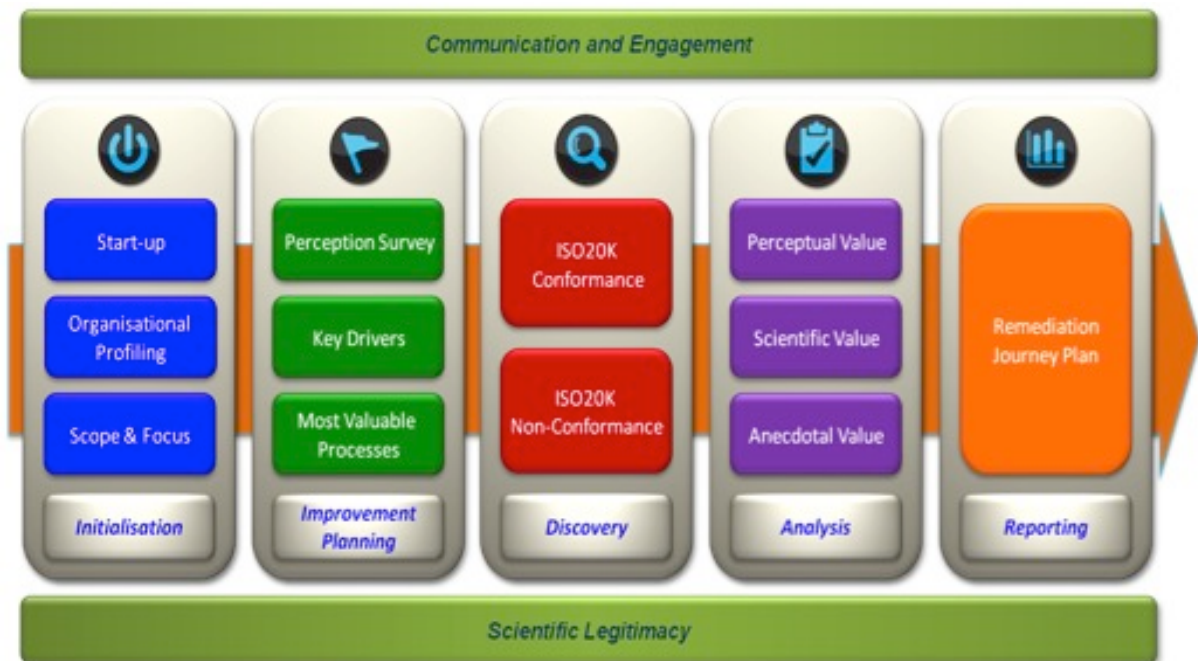 Communication and Engagement
Start-up
Organisational
Profiling
Scope & Focus
Initialisation
Perception Survey
Key Drivers
Most Valuable
Processes
Improvement
Planning
ISO20K
Conformance
ISO20K
Non-Conformance
Discovery
Perceptual Value
Scientific Value
Anecdotal Value
Analysis
Remediation
Journey Plan
Reporting
Scientific Legitimacy